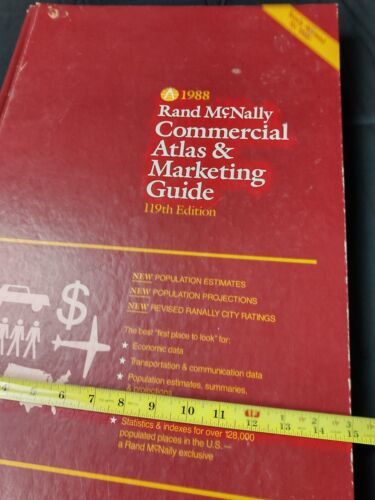 1988
Rand McNally
Commercial
Atlas &
Marketing
Guide
119th Edition
NEW POPULATION ESTIMATES
NEW POPULATION PROJECTIONS
NEW REVISED RANALLY CITY RATINGS
The best "first place to look" for:
★ Economic data
★ Transportation & communication data
★ Population estimates, summaries,
& projections
4 5 6 7 8 9 10 11 12 13 14 15
★ Statistics & indexes for over 128,000
populated places in the U.S.—
a Rand McNally exclusive
$